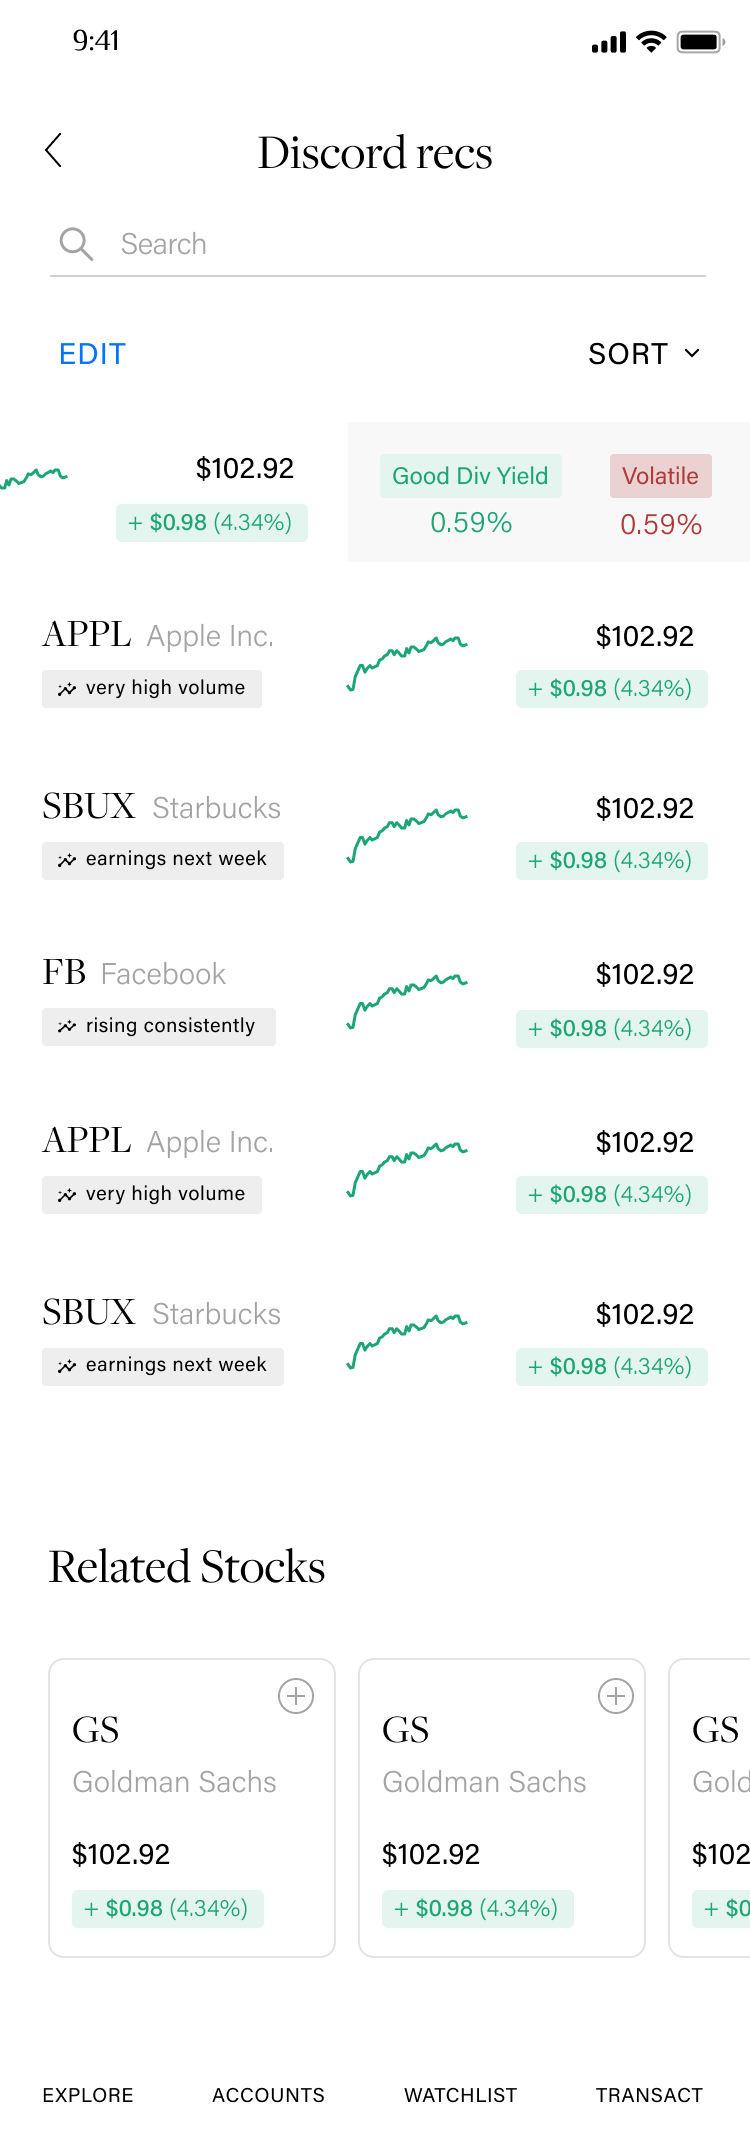 9:41
Discord recs
Search
EDIT SORT
$102.92
+ $0.98 (4.34%)
Good Div Yield
0.59%
Volatile
0.59%
APPL Apple Inc.
very high volume
$102.92
+ $0.98 (4.34%)
SBUX Starbucks
earnings next week
$102.92
+ $0.98 (4.34%)
FB Facebook
rising consistently
$102.92
+ $0.98 (4.34%)
APPL Apple Inc.
very high volume
$102.92
+ $0.98 (4.34%)
SBUX Starbucks
earnings next week
$102.92
+ $0.98 (4.34%)
Related Stocks
GS
Goldman Sachs
$102.92
+ $0.98 (4.34%)
GS
Goldman Sachs
$102.92
+ $0.98 (4.34%)
GS
Gold
$102
+ $0
EXPLORE ACCOUNTS WATCHLIST TRANSACT